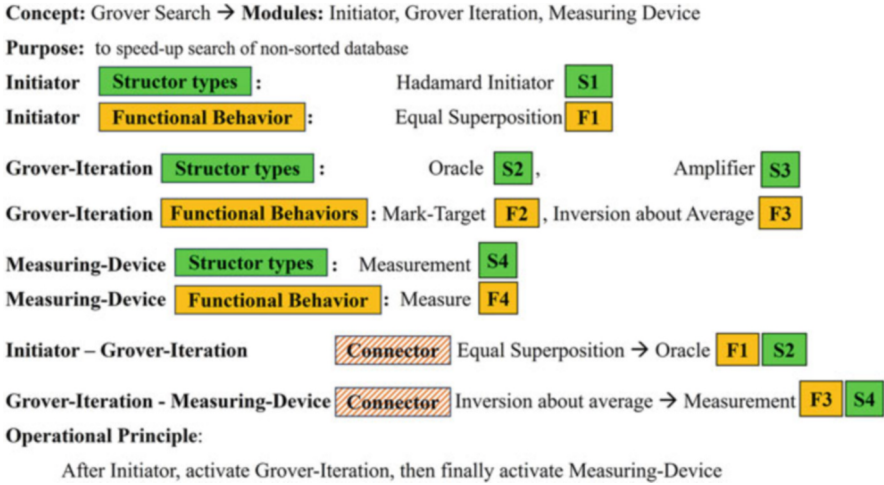 Concept: Grover Search → Modules: Initiator, Grover Iteration, Measuring Device
Purpose: to speed-up search of non-sorted database
Initiator Structor types : Hadamard Initiator S1
Initiator Functional Behavior : Equal Superposition F1
Grover-Iteration Structor types : Oracle S2 , Amplifier S3
Grover-Iteration Functional Behaviors : Mark-Target F2 , Inversion about Average F3
Measuring-Device Structor types : Measurement S4
Measuring-Device Functional Behavior : Measure F4
Initiator – Grover-Iteration Connector Equal Superposition → Oracle F1 S2
Grover-Iteration - Measuring-Device Connector Inversion about average → Measurement F3 S4
Operational Principle:
After Initiator, activate Grover-Iteration, then finally activate Measuring-Device